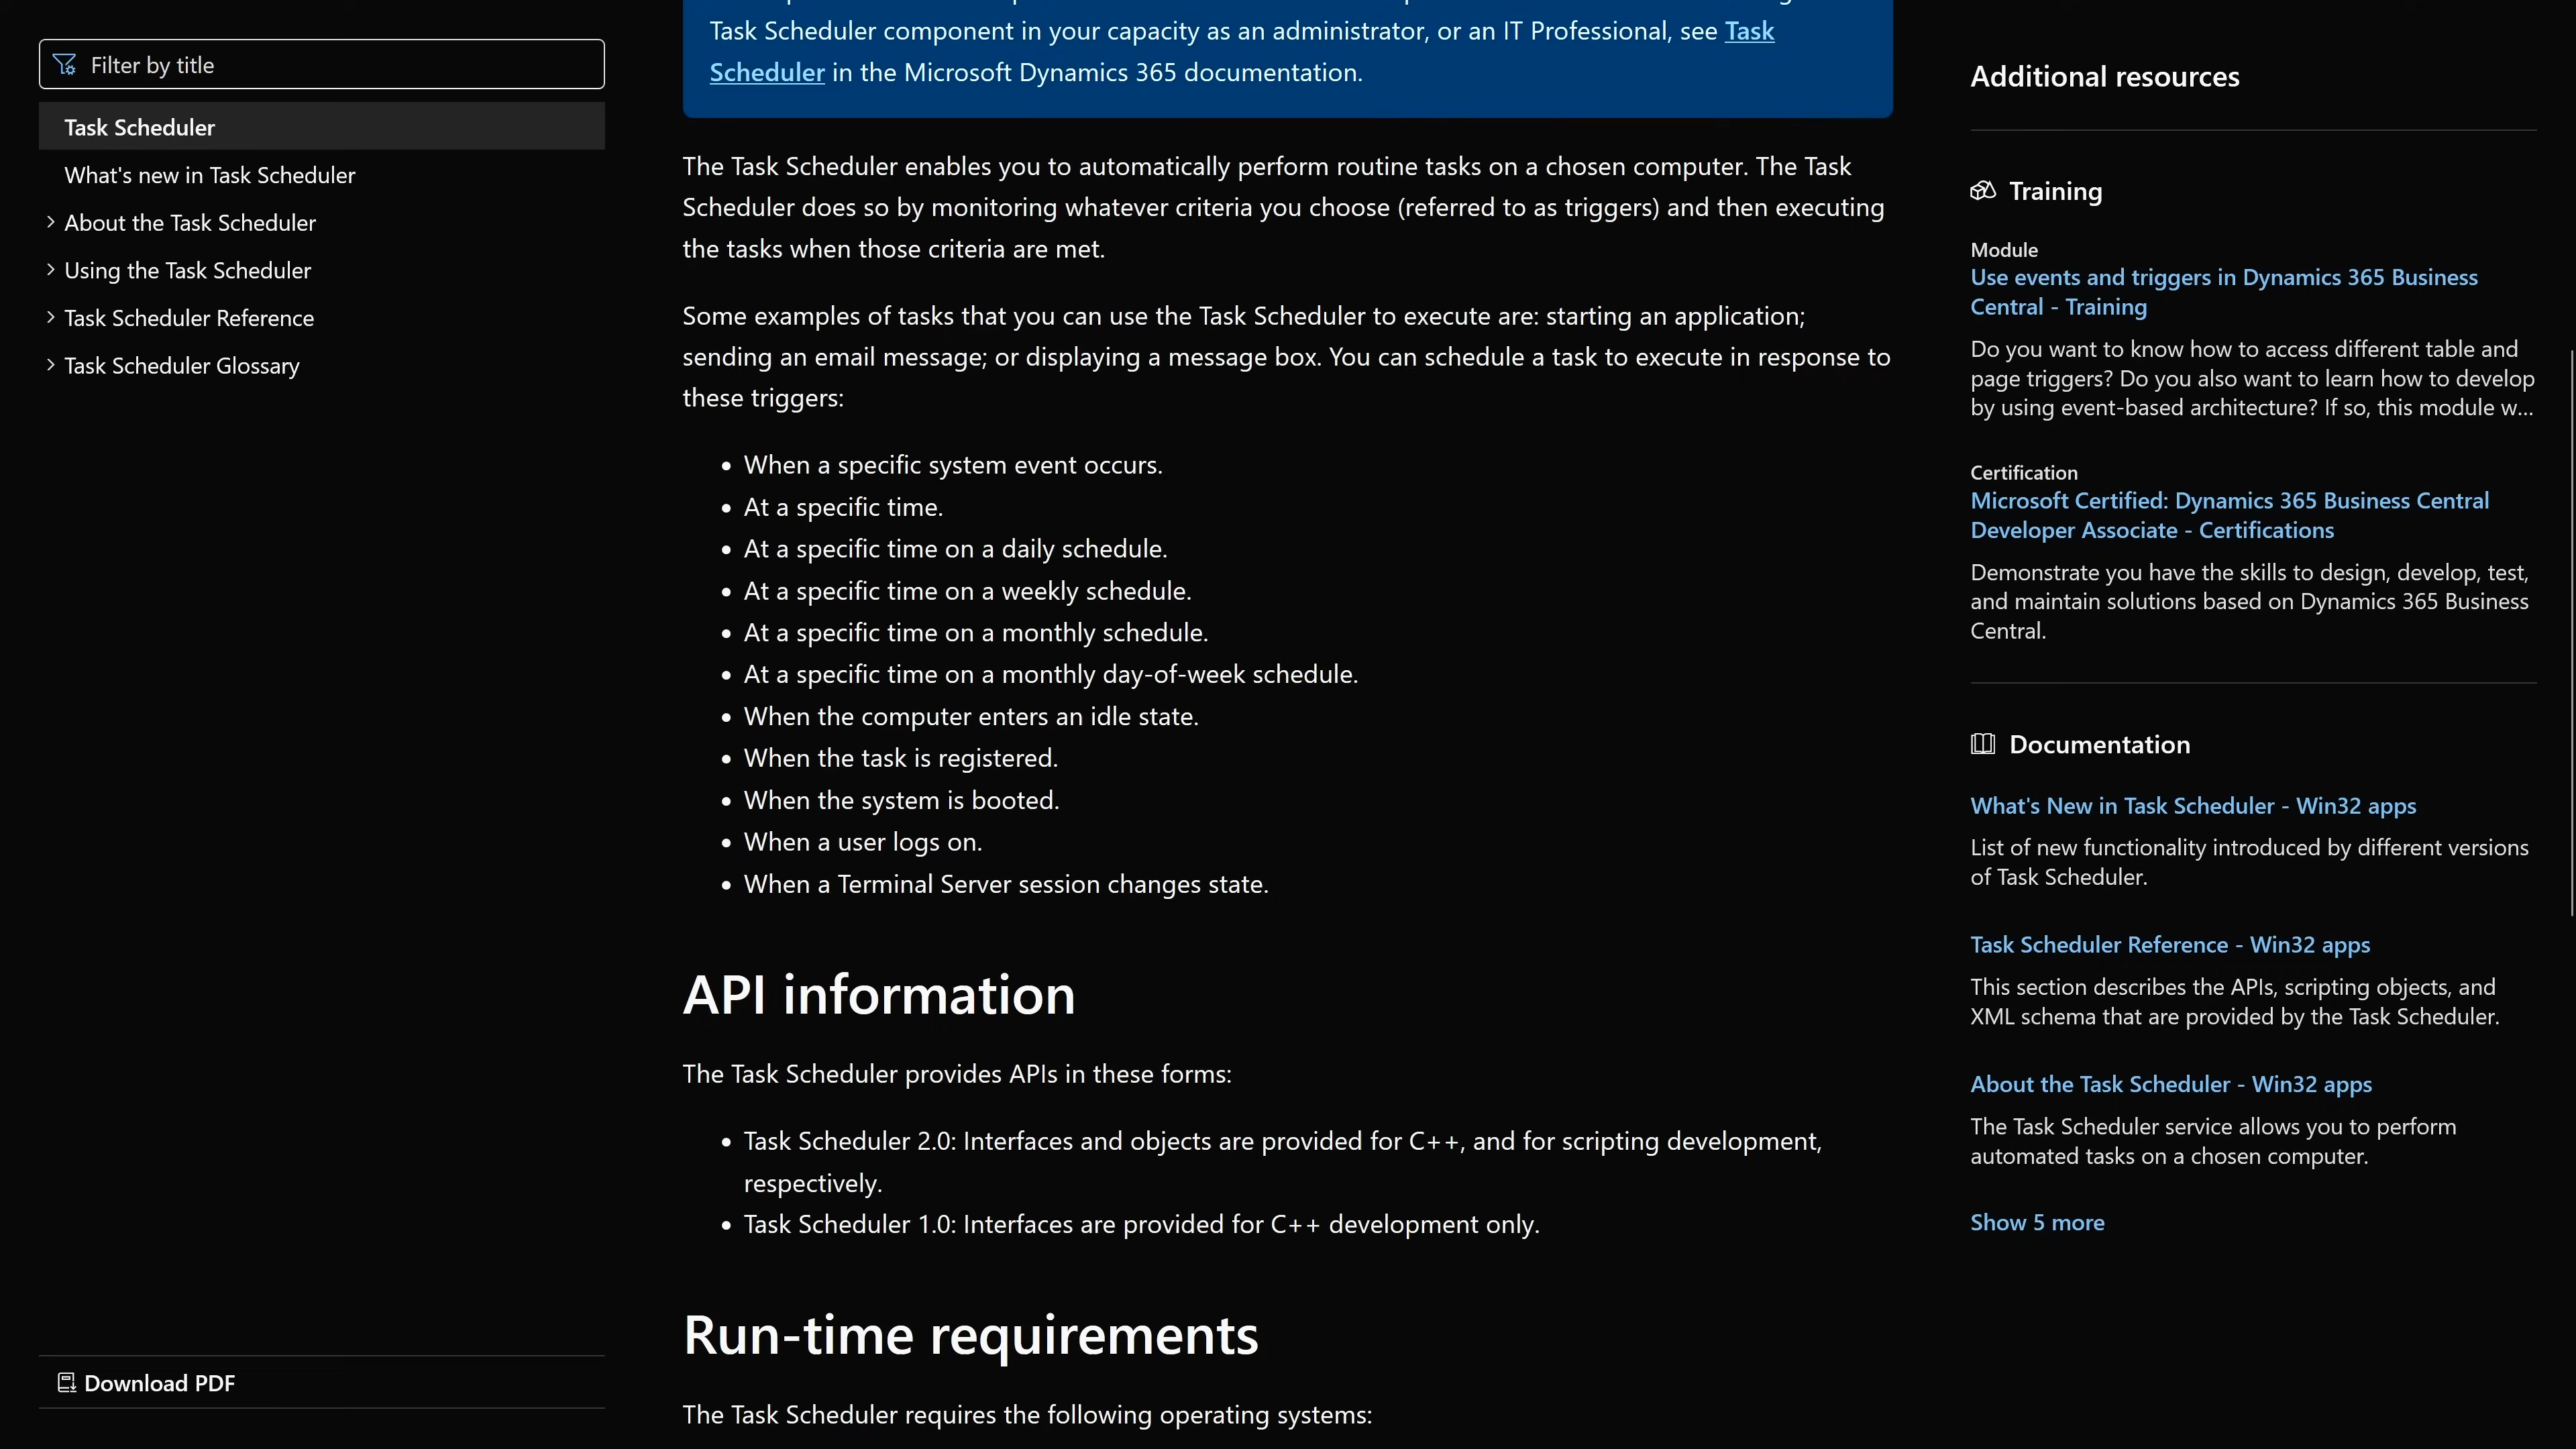 Filter by title
Task Scheduler
What's new in Task Scheduler
About the Task Scheduler
Using the Task Scheduler
Task Scheduler Reference
Task Scheduler Glossary
Download PDF
Task Scheduler component in your capacity as an administrator, or an IT Professional, see Task
Scheduler in the Microsoft Dynamics 365 documentation.
The Task Scheduler enables you to automatically perform routine tasks on a chosen computer. The Task
Scheduler does so by monitoring whatever criteria you choose (referred to as triggers) and then executing
the tasks when those criteria are met.
Some examples of tasks that you can use the Task Scheduler to execute are: starting an application;
sending an email message; or displaying a message box. You can schedule a task to execute in response to
these triggers:
• When a specific system event occurs.
• At a specific time.
• At a specific time on a daily schedule.
• At a specific time on a weekly schedule.
• At a specific time on a monthly schedule.
• At a specific time on a monthly day-of-week schedule.
• When the computer enters an idle state.
• When the task is registered.
• When the system is booted.
• When a user logs on.
• When a Terminal Server session changes state.
API information
The Task Scheduler provides APIs in these forms:
• Task Scheduler 2.0: Interfaces and objects are provided for C++, and for scripting development,
respectively.
• Task Scheduler 1.0: Interfaces are provided for C++ development only.
Run-time requirements
The Task Scheduler requires the following operating systems:
Additional resources
Training
Module
Use events and triggers in Dynamics 365 Business
Central - Training
Do you want to know how to access different table and
page triggers? Do you also want to learn how to develop
by using event-based architecture? If so, this module w...
Certification
Microsoft Certified: Dynamics 365 Business Central
Developer Associate - Certifications
Demonstrate you have the skills to design, develop, test,
and maintain solutions based on Dynamics 365 Business
Central.
Documentation
What's New in Task Scheduler - Win32 apps
List of new functionality introduced by different versions
of Task Scheduler.
Task Scheduler Reference - Win32 apps
This section describes the APIs, scripting objects, and
XML schema that are provided by the Task Scheduler.
About the Task Scheduler - Win32 apps
The Task Scheduler service allows you to perform
automated tasks on a chosen computer.
Show 5 more